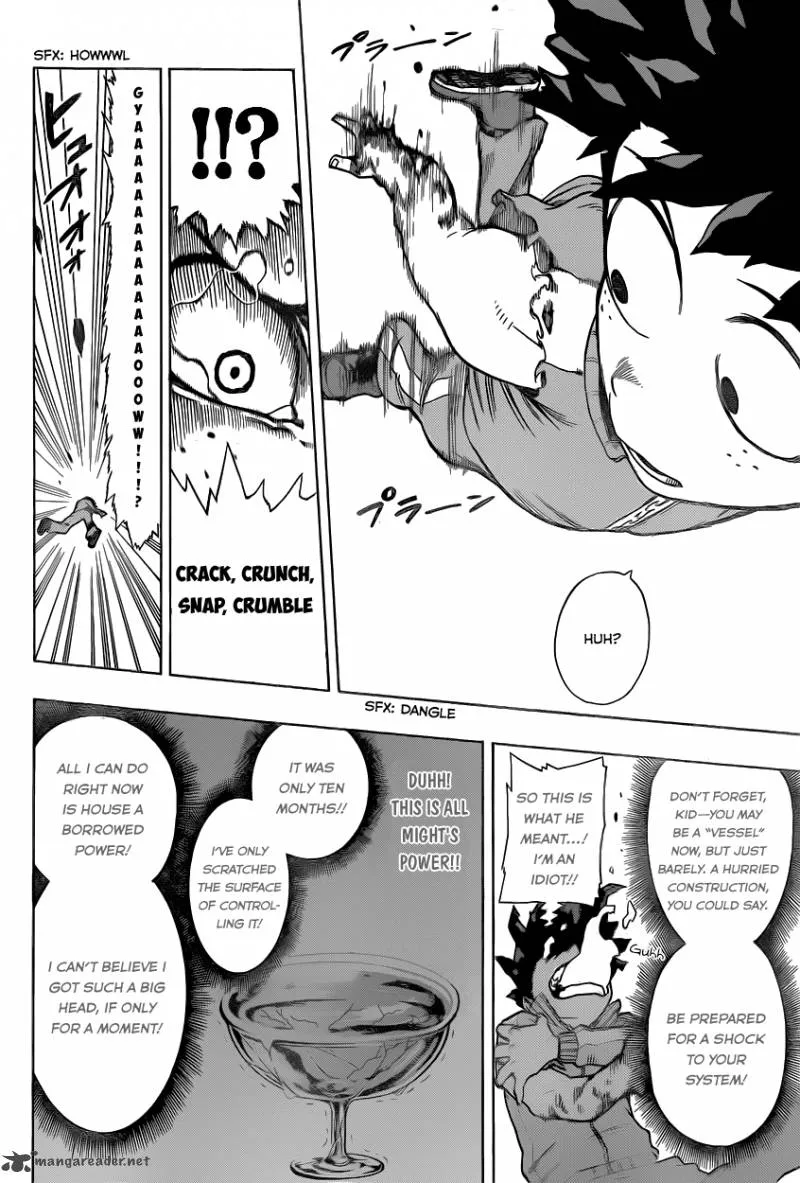 プラーン
プラーン
HUH?
SFX: DANGLE
!!?
CRACK, CRUNCH,
SNAP, CRUMBLE
SFX: HOWWWL
GYAAAAAAAAAAAAAAAOOOWW!!!?
ヒュオオオ
DON'T FORGET,
KID—YOU MAY
BE A "VESSEL"
NOW, BUT JUST
BARELY. A HURRIED
CONSTRUCTION,
YOU COULD SAY.
BE PREPARED
FOR A SHOCK
TO YOUR
SYSTEM!
SO THIS IS
WHAT HE
MEANT...!
I'M AN
IDIOT!!
Guhh
DUHH!
THIS IS ALL
MIGHT'S
POWER!!
IT WAS
ONLY TEN
MONTHS!!
I'VE ONLY
SCRATCHED
THE SURFACE
OF CONTROL-
LING IT!
ALL I CAN DO
RIGHT NOW
IS HOUSE A
BORROWED
POWER!
I CAN'T BELIEVE I
GOT SUCH A BIG
HEAD, IF ONLY
FOR A MOMENT!
mangareader.net